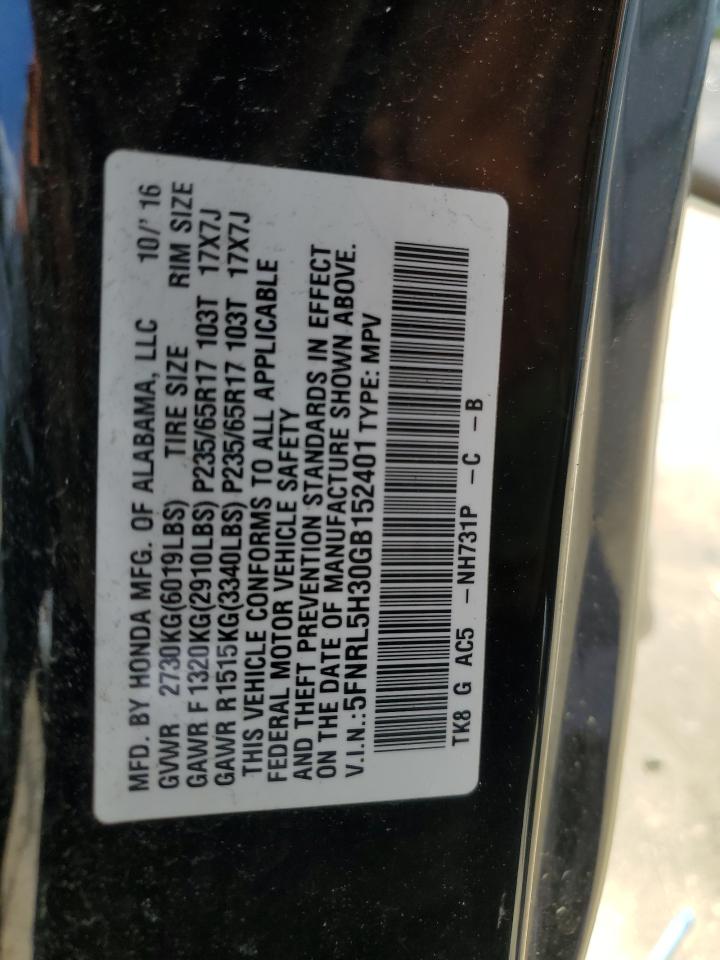 MFD. BY HONDA MFG. OF ALABAMA, LLC 10/' 16
GVWR 2730KG(6019LBS) TIRE SIZE RIM SIZE
GAWR F 1320KG(2910LBS) P235/65R17 103T 17X7J
GAWR R1515KG(3340LBS) P235/65R17 103T 17X7J
THIS VEHICLE CONFORMS TO ALL APPLICABLE
FEDERAL MOTOR VEHICLE SAFETY
AND THEFT PREVENTION STANDARDS IN EFFECT
ON THE DATE OF MANUFACTURE SHOWN ABOVE.
V.I.N.:5FNRL5H30GB152401 TYPE: MPV
TK8 G AC5 -NH731P -C -B